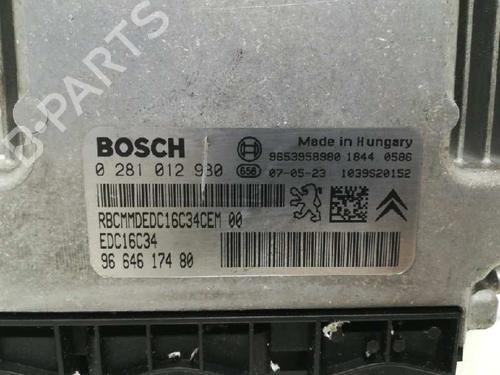 BOSCH
Made in Hungary
9653958980 1844 0586
0 281 012 980
656 07-05-23 1039S20152
RBCMMDEDC16C34CEM 00
EDC16C34
96 646 174 80
B-PARTS